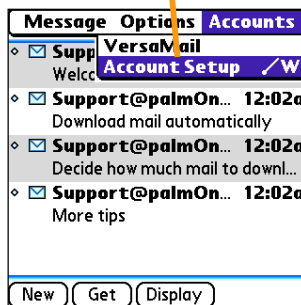 Message Options Accounts
VersaMail
Account Setup /W
Supp
Welcc
Support@palmOn... 12:02a
Download mail automatically
Support@palmOn... 12:02a
Decide how much mail to downl...
Support@palmOn... 12:02a
More tips
New Get Display